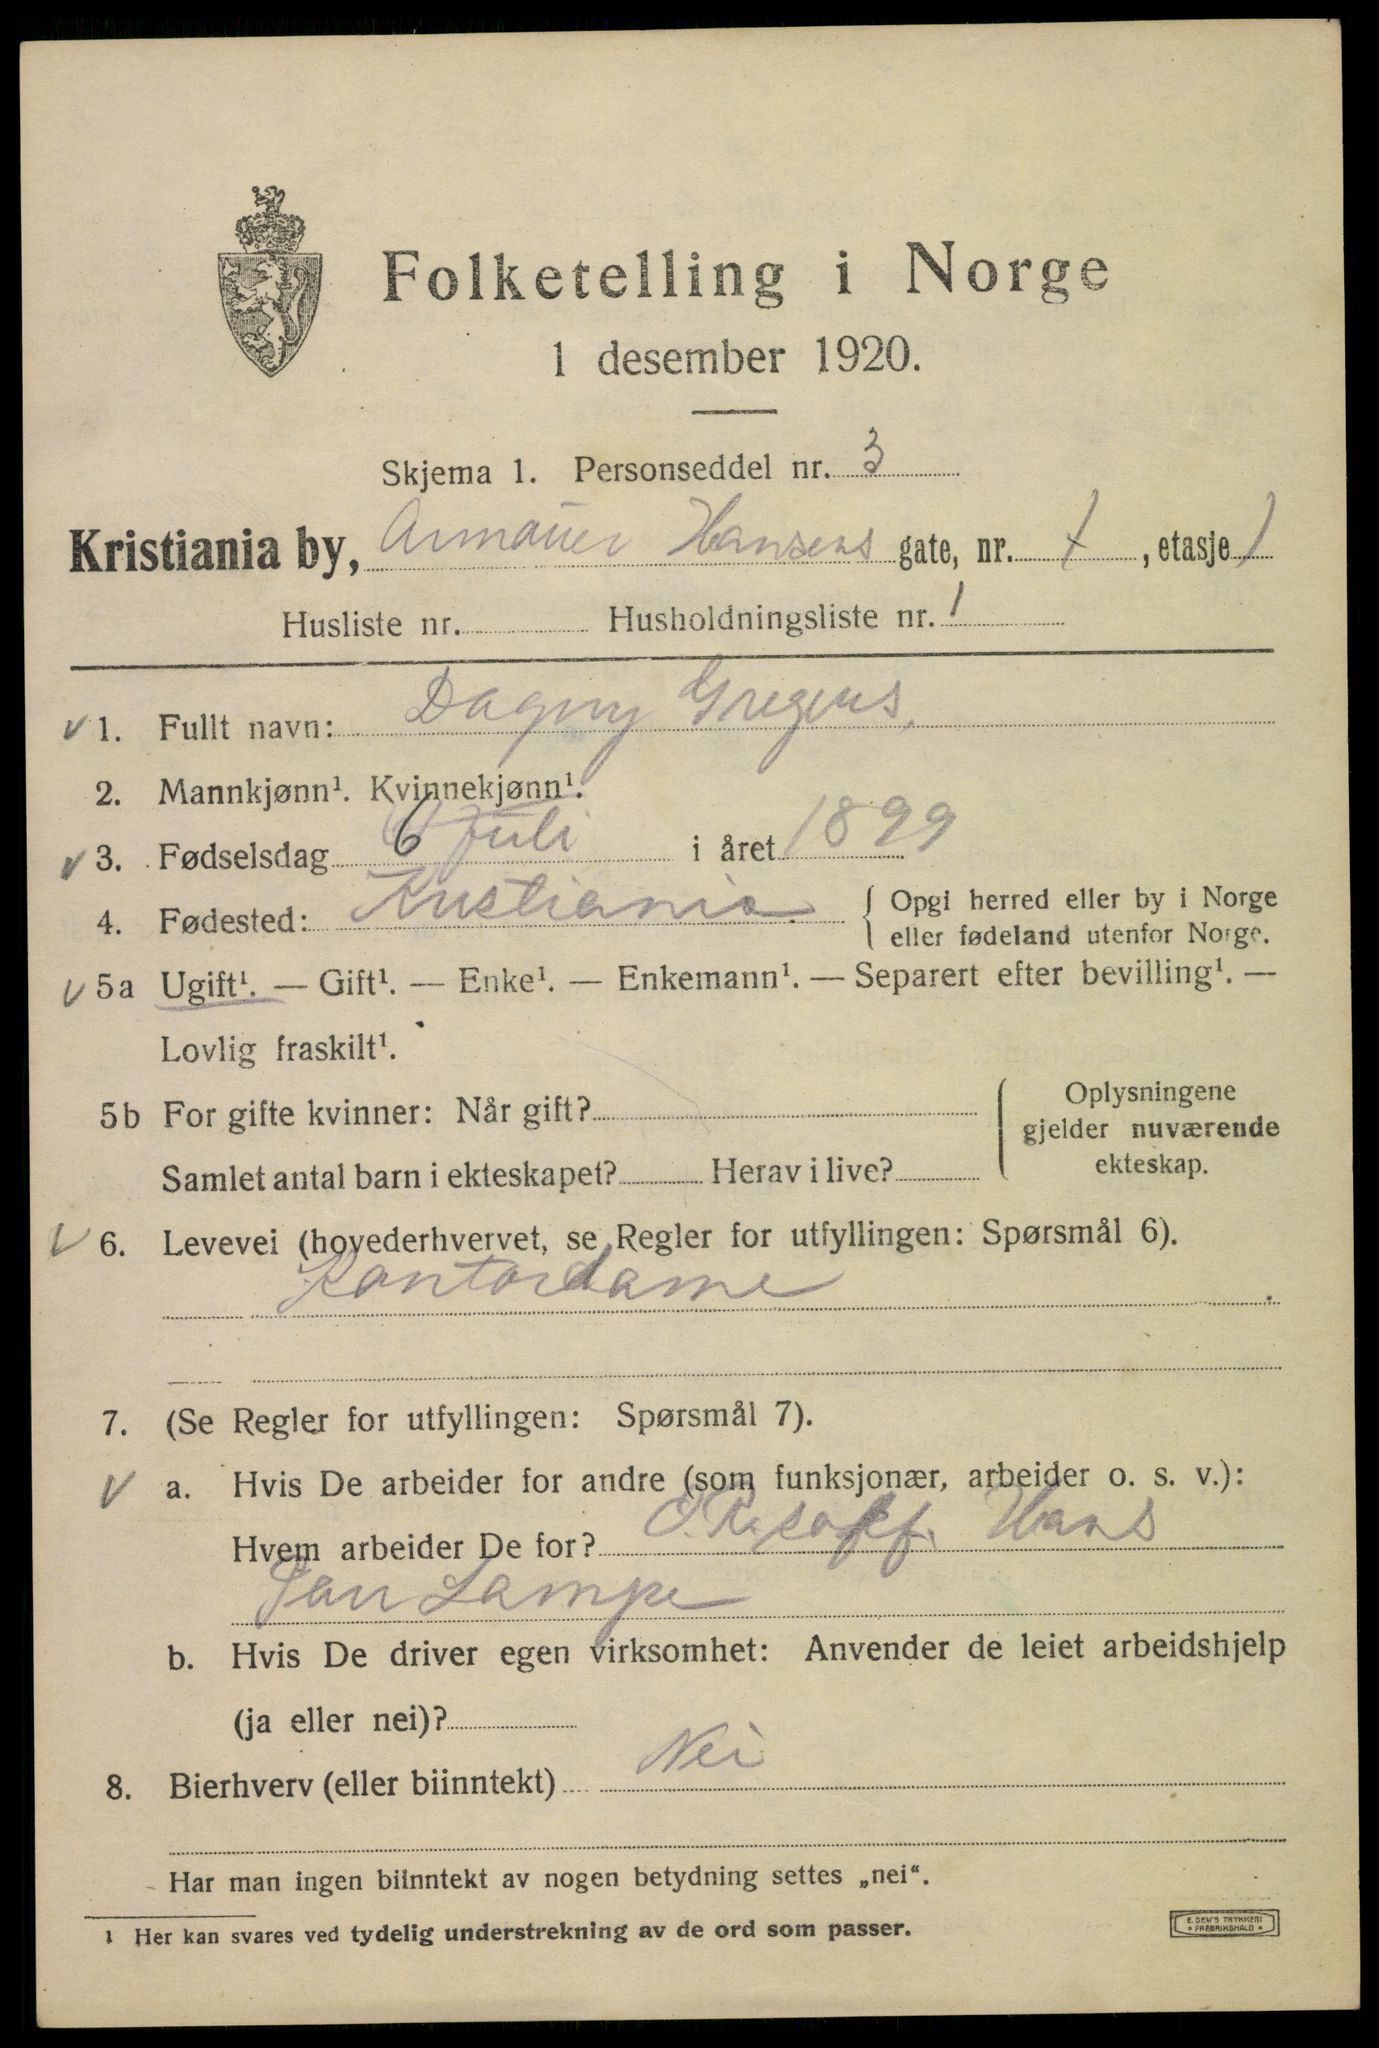 Folketelling i Norge
1 desember 1920.
Skjema 1. Personseddel nr. 3
Kristiania by, Armauer Hansens gate, nr. 1, etasje 1
Husliste nr. Husholdningsliste nr. 1
1. Fullt navn: Dagny Gregers.
2. Mannkjønn¹. Kvinnekjønn¹.
3. Fødselsdag 6 Juli i året 1899
4. Fødested: Kristiania. { Opgi herred eller by i Norge
eller fødeland utenfor Norge.
5a Ugift¹. — Gift¹. — Enke¹. — Enkemann¹. — Separert efter bevilling¹. —
Lovlig fraskilt¹.
5b For gifte kvinner: Når gift? Oplysningene
gjelder nuværende
Samlet antal barn i ekteskapet? Herav i live? ekteskap.
6. Levevei (hovederhvervet, se Regler for utfyllingen: Spørsmål 6).
Kontordame
7. (Se Regler for utfyllingen: Spørsmål 7).
a. Hvis De arbeider for andre (som funksjonær, arbeider o. s. v.):
Hvem arbeider De for? Hans
Lampe
b. Hvis De driver egen virksomhet: Anvender de leiet arbeidshjelp
(ja eller nei)?
8. Bierhverv (eller biinntekt) Nei
Har man ingen biinntekt av nogen betydning settes „nei“.
1 Her kan svares ved tydelig understrekning av de ord som passer.
E. SEM'S TRYKKERI
FREDRIKSHALD